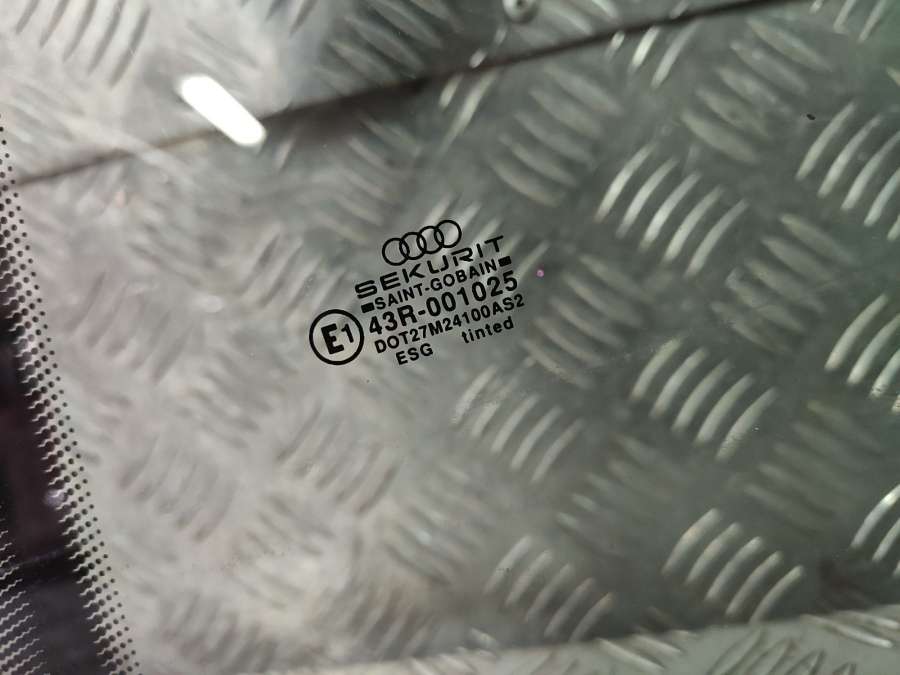 SEKURIT
SAINT-GOBAIN
E1 43R-001025
DOT27M24100AS2
ESG tinted